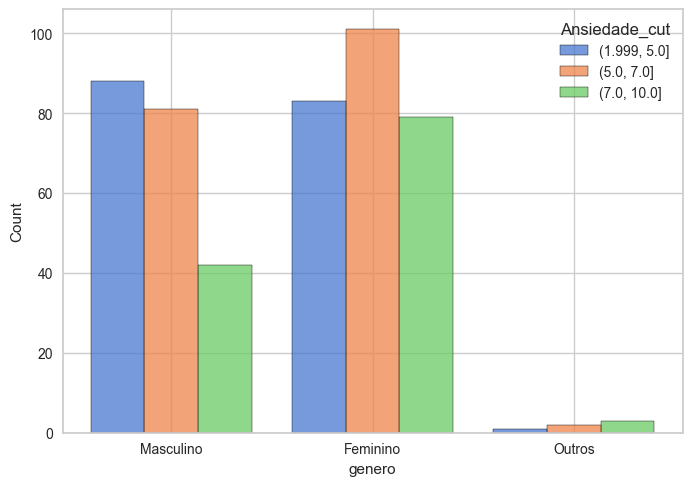 Ansiedade_cut
(1.999, 5.0]
(5.0, 7.0]
(7.0, 10.0]
100
80
60
40
20
0
Count
Masculino
Feminino
Outros
genero